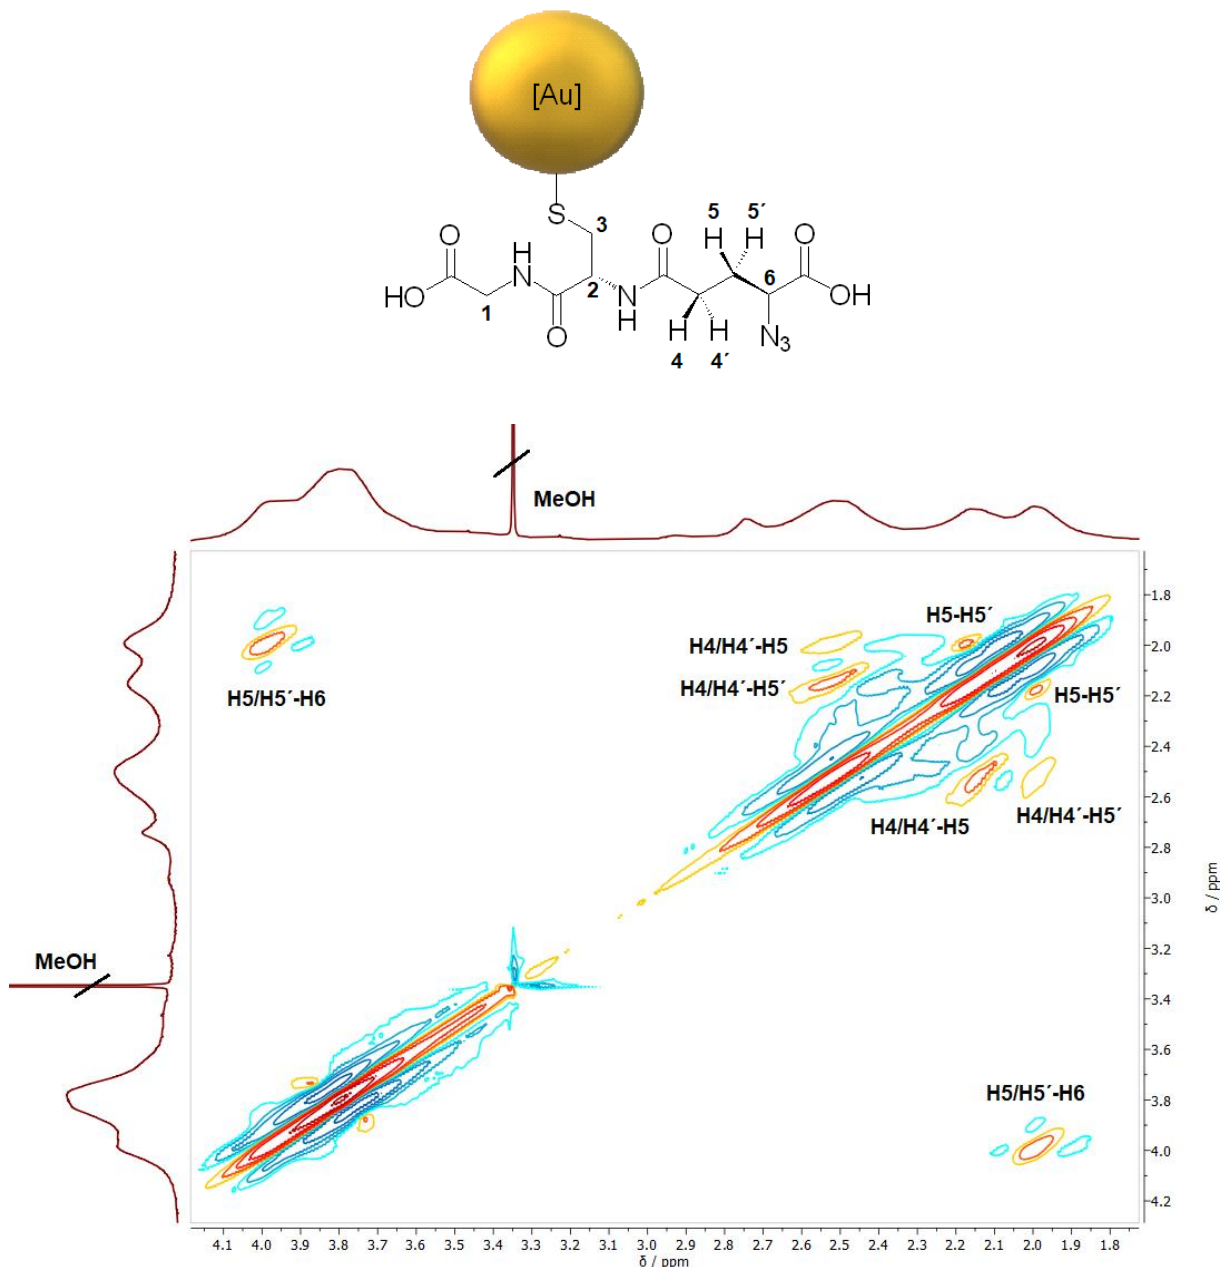 [Au]
S
3
5 5´
O
H
N
O
H H
O
6
HO
1
O
2
N
H
H H
4 4´
N3
OH
MeOH
H5-H5´
H4/H4´-H5
H4/H4´-H5´
H5/H5´-H6
H5-H5´
H4/H4´-H5
H4/H4´-H5´
MeOH
H5/H5´-H6
1.8
2.0
2.2
2.4
2.6
2.8
3.0
3.2
3.4
3.6
3.8
4.0
4.2
δ / ppm
4.1 4.0 3.9 3.8 3.7 3.6 3.5 3.4 3.3 3.2 3.1 3.0 2.9 2.8 2.7 2.6 2.5 2.4 2.3 2.2 2.1 2.0 1.9 1.8
δ / ppm